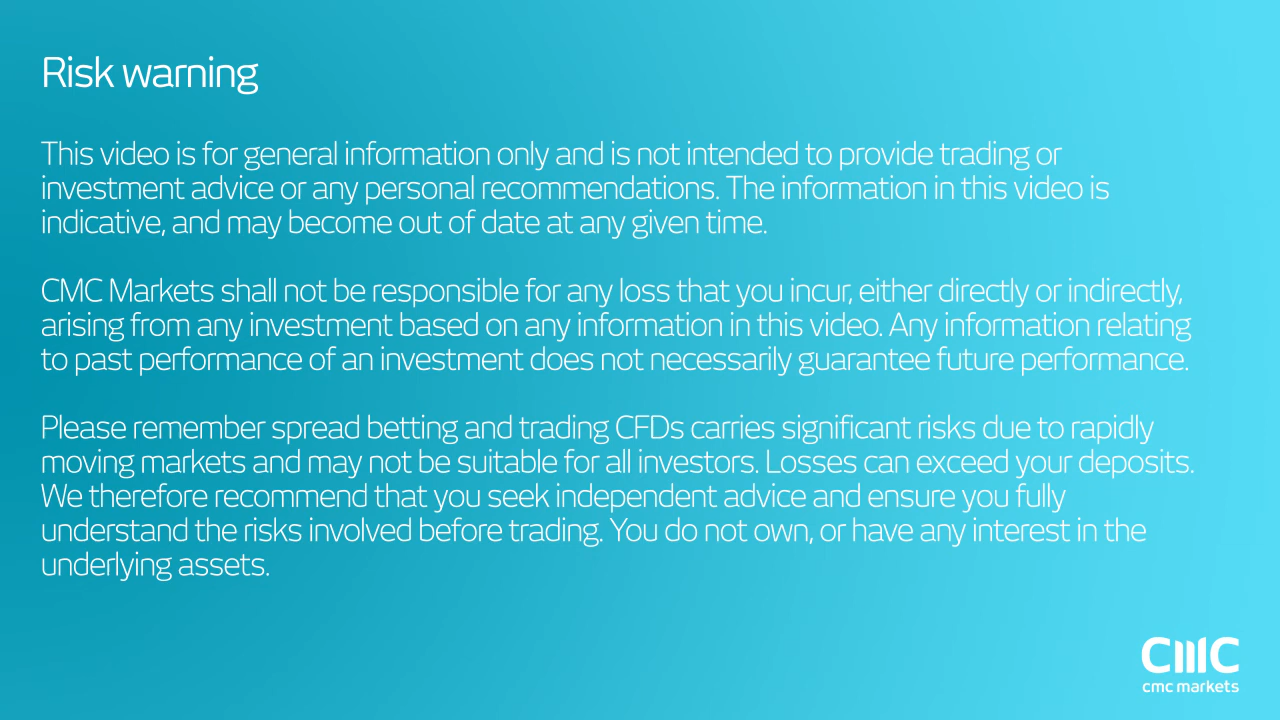 Risk warning
This video is for general information only and is not intended to provide trading or
investment advice or any personal recommendations. The information in this video is
indicative, and may become out of date at any given time.
CMC Markets shall not be responsible for any loss that you incur, either directly or indirectly,
arising from any investment based on any information in this video. Any information relating
to past performance of an investment does not necessarily guarantee future performance.
Please remember spread betting and trading CFDs carries significant risks due to rapidly
moving markets and may not be suitable for all investors. Losses can exceed your deposits.
We therefore recommend that you seek independent advice and ensure you fully
understand the risks involved before trading. You do not own, or have any interest in the
underlying assets.
CMC
cmc markets